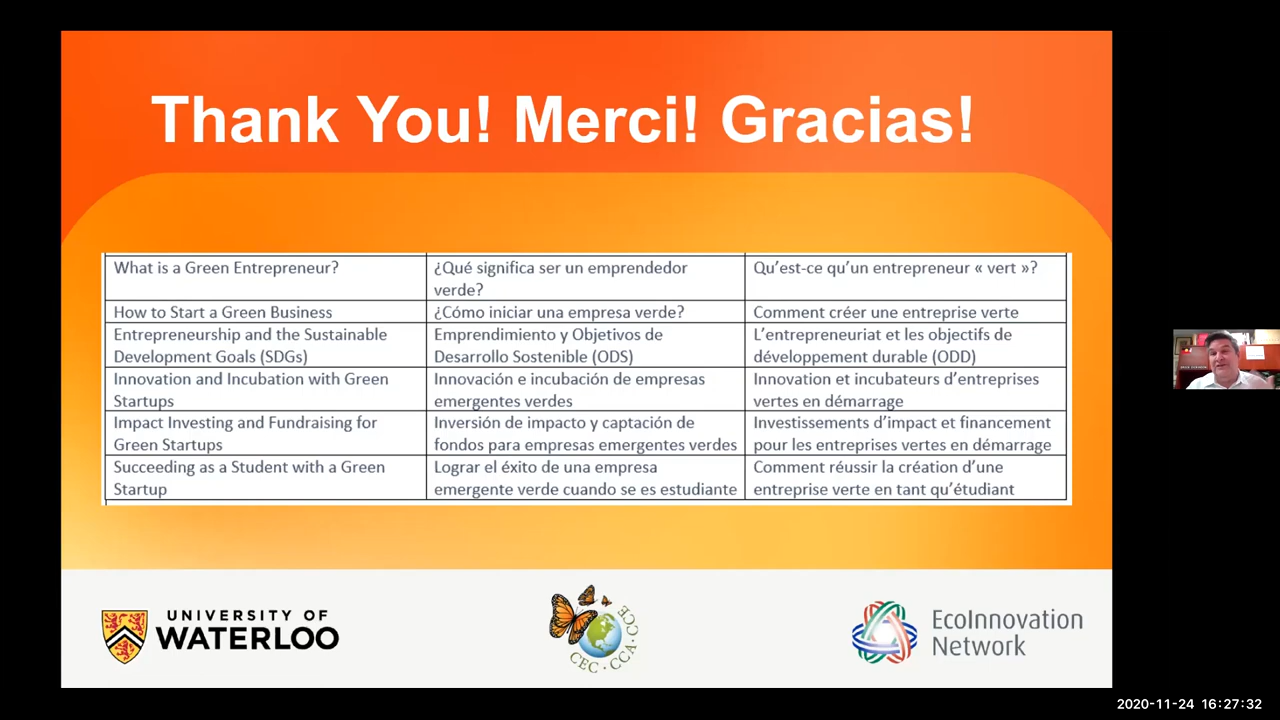 Thank You! Merci! Gracias!
What is a Green Entrepreneur?
¿Qué significa ser un emprendedor
verde?
Qu’est-ce qu’un entrepreneur « vert »?
How to Start a Green Business
¿Cómo iniciar una empresa verde?
Comment créer une entreprise verte
Entrepreneurship and the Sustainable
Development Goals (SDGs)
Emprendimiento y Objetivos de
Desarrollo Sostenible (ODS)
L’entrepreneuriat et les objectifs de
développement durable (ODD)
Innovation and Incubation with Green
Startups
Innovación e incubación de empresas
emergentes verdes
Innovation et incubateurs d’entreprises
vertes en démarrage
Impact Investing and Fundraising for
Green Startups
Inversión de impacto y captación de
fondos para empresas emergentes verdes
Investissements d’impact et financement
pour les entreprises vertes en démarrage
Succeeding as a Student with a Green
Startup
Lograr el éxito de una empresa
emergente verde cuando se es estudiante
Comment réussir la création d’une
entreprise verte en tant qu’étudiant
UNIVERSITY OF
WATERLOO
CEC · CCA · CCE
EcoInnovation
Network
2020-11-24 16:27:32